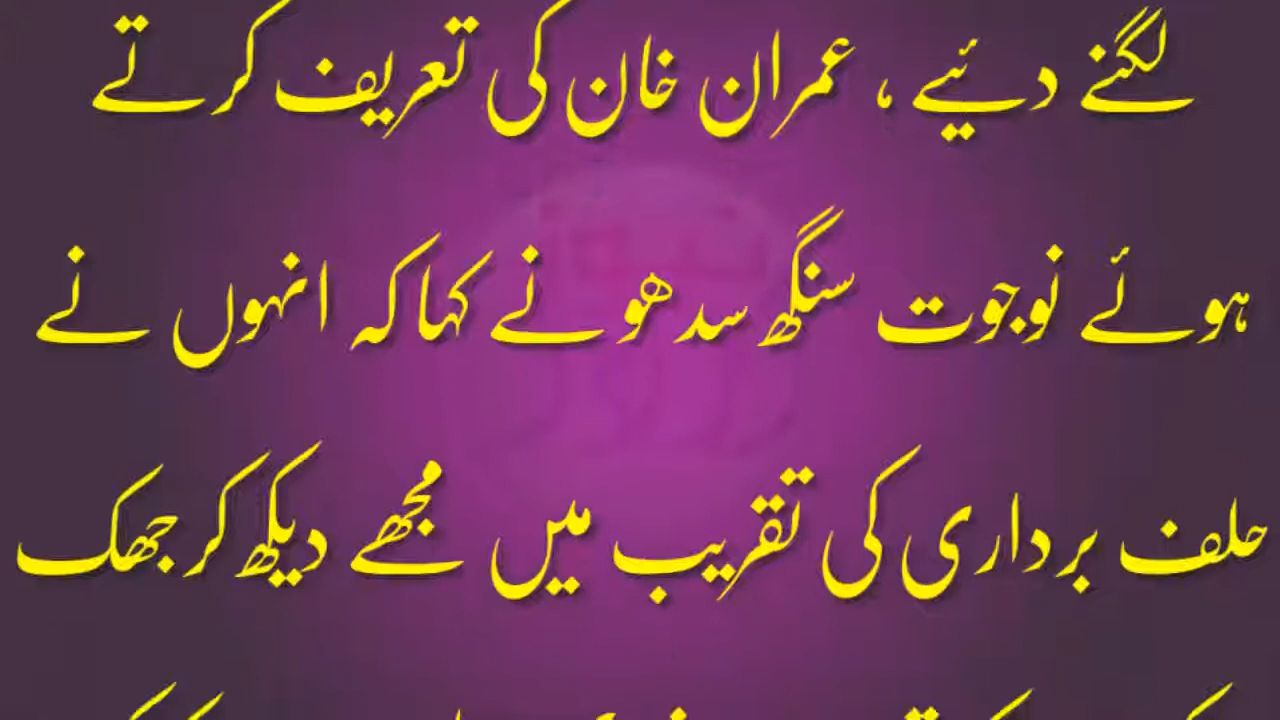 لگنے دئیے ، عمران خان کی تعریف کرتے
ہوئے نوجوت سنگھ سدھو نے کہا کہ انہوں نے
حلف برداری کی تقریب میں مجھے دیکھ کر جھک